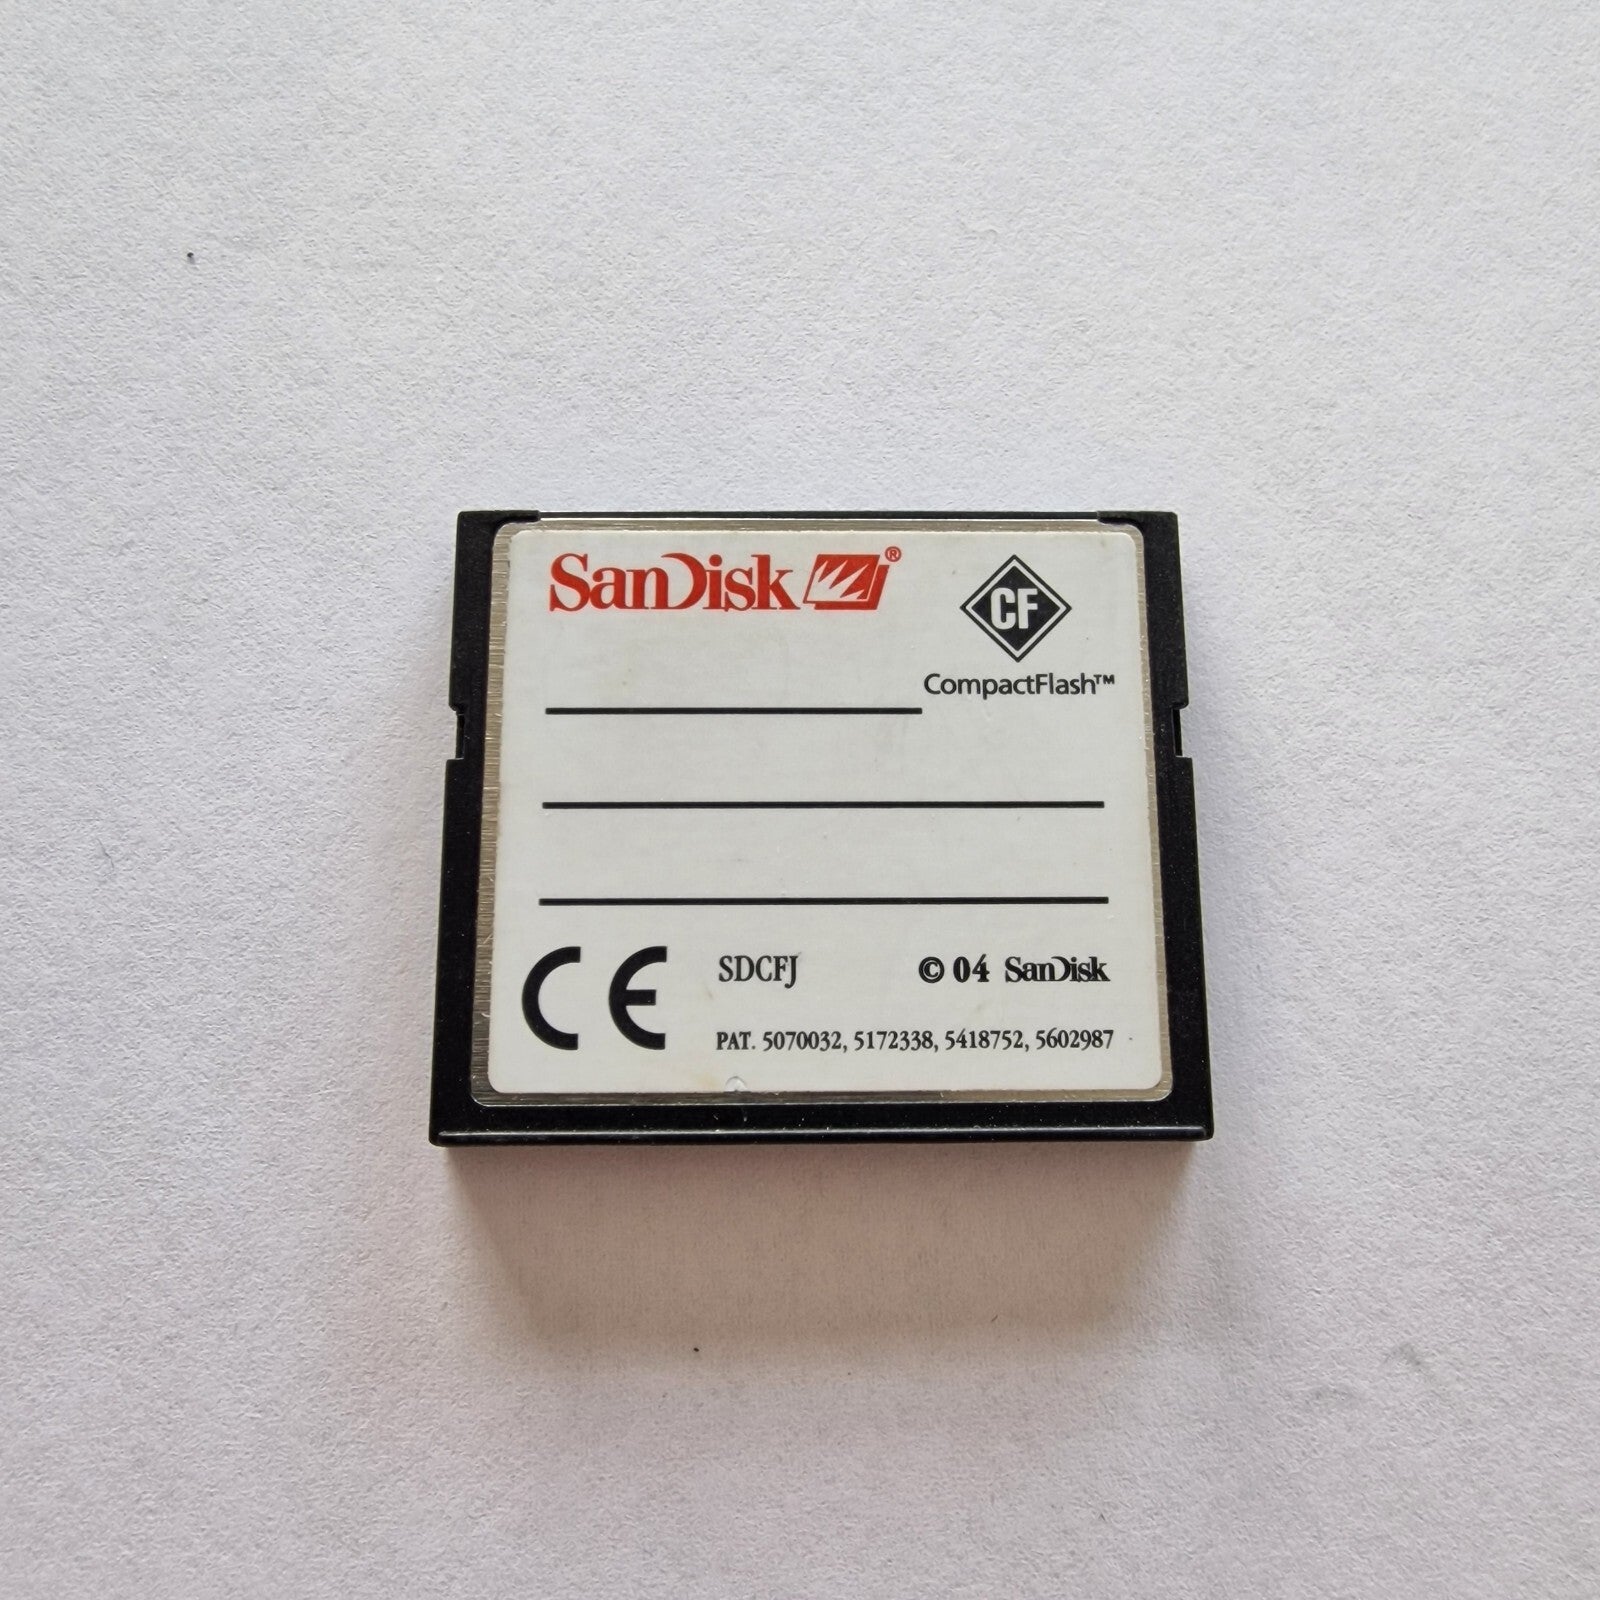 SanDisk ®
CF
CompactFlash™
CE
SDCFJ © 04 SanDisk
PAT. 5070032, 5172338, 5418752, 5602987